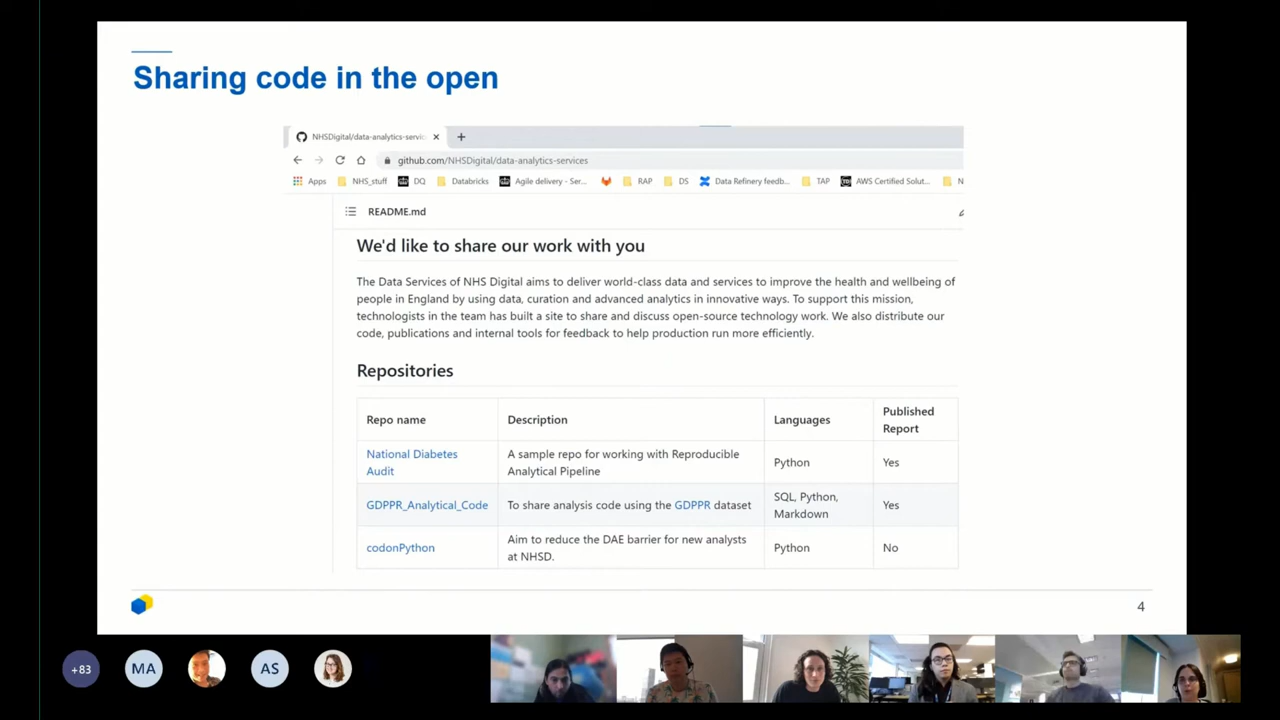 Sharing code in the open
NHSDigital/data-analytics-servic
github.com/NHSDigital/data-analytics-services
Apps NHS_stuff DQ Databricks Agile delivery - Ser... RAP DS Data Refinery feedb... TAP AWS Certified Solut... N
README.md
We'd like to share our work with you
The Data Services of NHS Digital aims to deliver world-class data and services to improve the health and wellbeing of
people in England by using data, curation and advanced analytics in innovative ways. To support this mission,
technologists in the team has built a site to share and discuss open-source technology work. We also distribute our
code, publications and internal tools for feedback to help production run more efficiently.
Repositories
Repo name Description Languages Published
Report
National Diabetes
Audit
A sample repo for working with Reproducible
Analytical Pipeline
Python
Yes
GDPPR_Analytical_Code
To share analysis code using the GDPPR dataset
SQL, Python,
Markdown
Yes
codonPython
Aim to reduce the DAE barrier for new analysts
at NHSD.
Python
No
4
+83
MA
AS